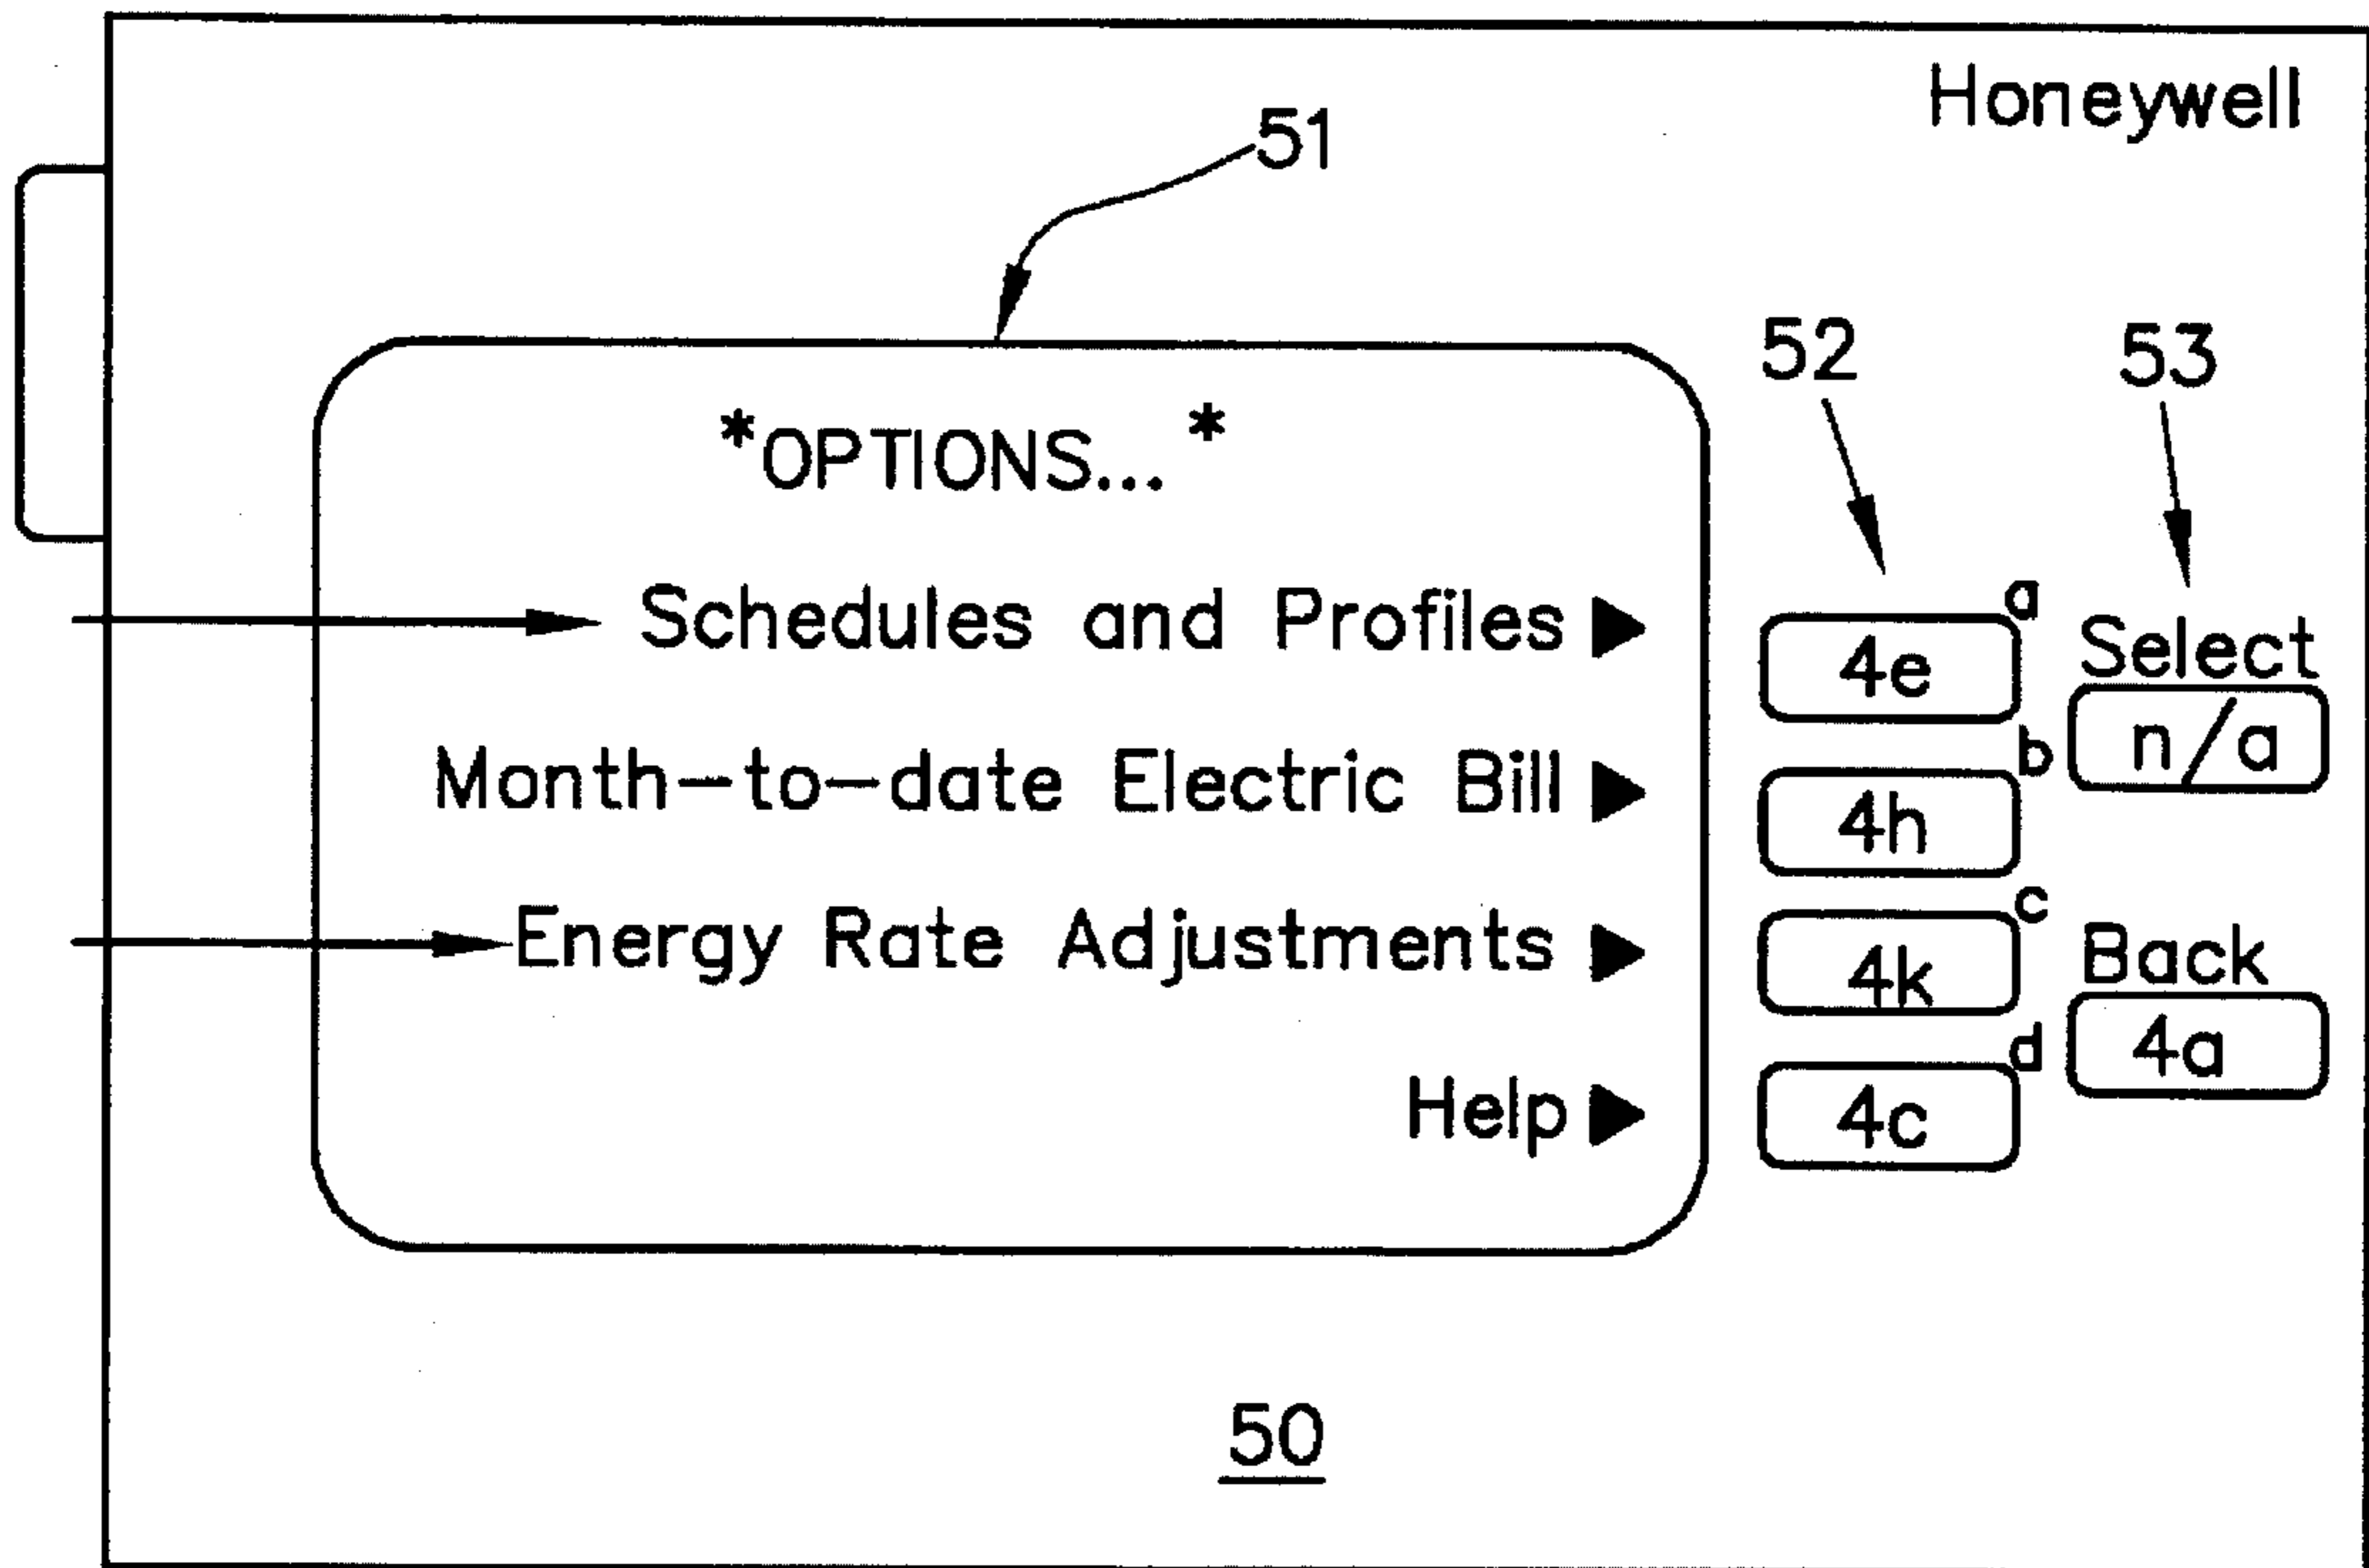 Honeywell
51
52 53
*OPTIONS... *
Schedules and Profiles ▶ 4e a Select
n/a
Month-to-date Electric Bill ▶ 4h b
Energy Rate Adjustments ▶ 4k c Back
4a
Help ▶ 4c d
50